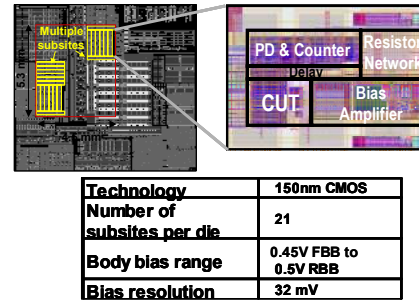 Multiple
subsites
5.3 mm
PD & Counter
Resistor
Network
Delay
CUT
Bias
Amplifier
Technology 150nm CMOS
Number of
subsites per die 21
Body bias range 0.45V FBB to
0.5V RBB
Bias resolution 32 mV